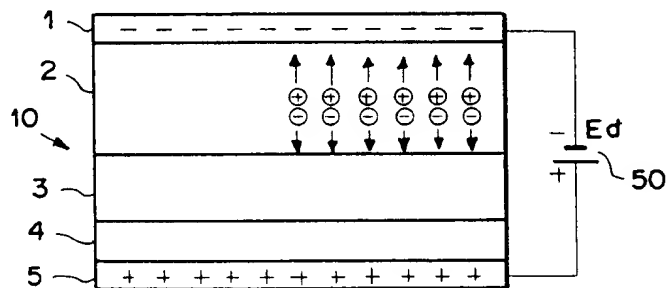 1
− − − − − − − − − − −
2
+ + + + + +
− − − − − −
10
− Ed
+ 50
3
4
5
+ + + + + + + + + + +